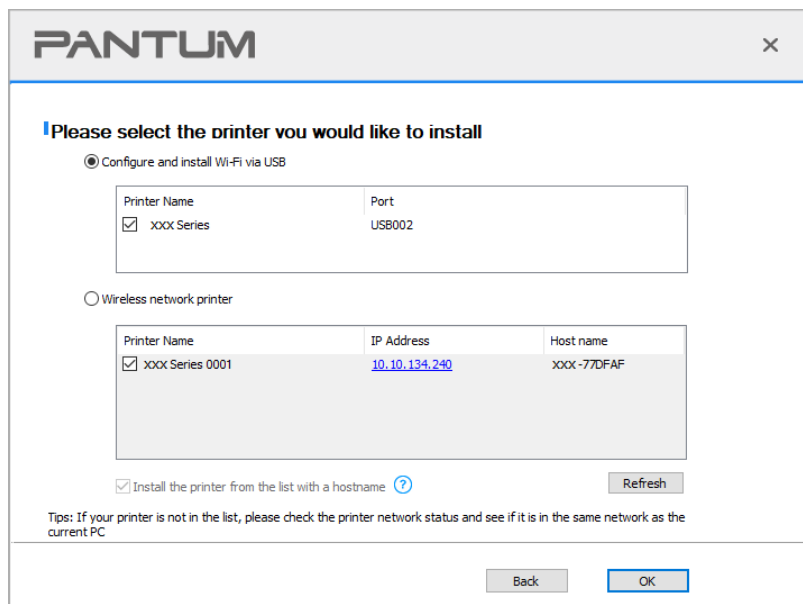 PANTUM
Please select the printer you would like to install
Configure and install Wi-Fi via USB
Printer Name Port
XXX Series USB002
Wireless network printer
Printer Name IP Address Host name
XXX Series 0001 10.10.134.240 XXX-77DFAF
Install the printer from the list with a hostname ?
Refresh
Tips: If your printer is not in the list, please check the printer network status and see if it is in the same network as the
current PC
Back OK